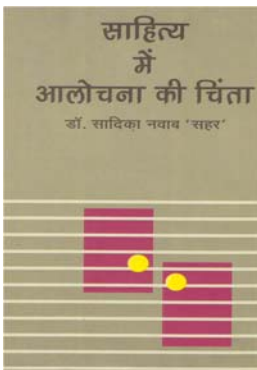 साहित्य
में
आलोचना की चिंता
डॉ. सादिक़ा नवाब 'सहर'